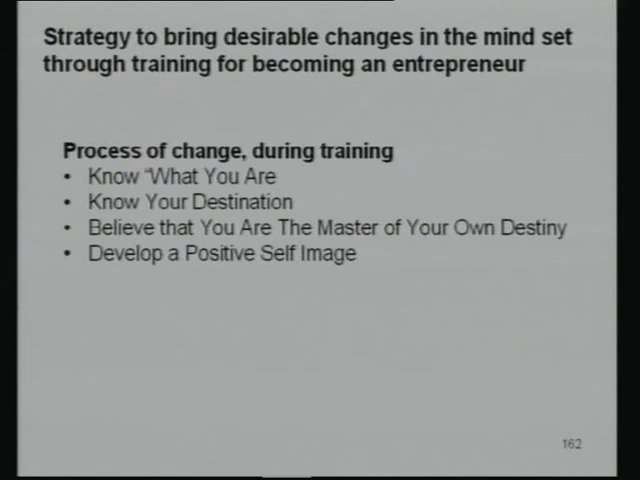 Strategy to bring desirable changes in the mind set
through training for becoming an entrepreneur
Process of change, during training
• Know “What You Are
• Know Your Destination
• Believe that You Are The Master of Your Own Destiny
• Develop a Positive Self Image
162